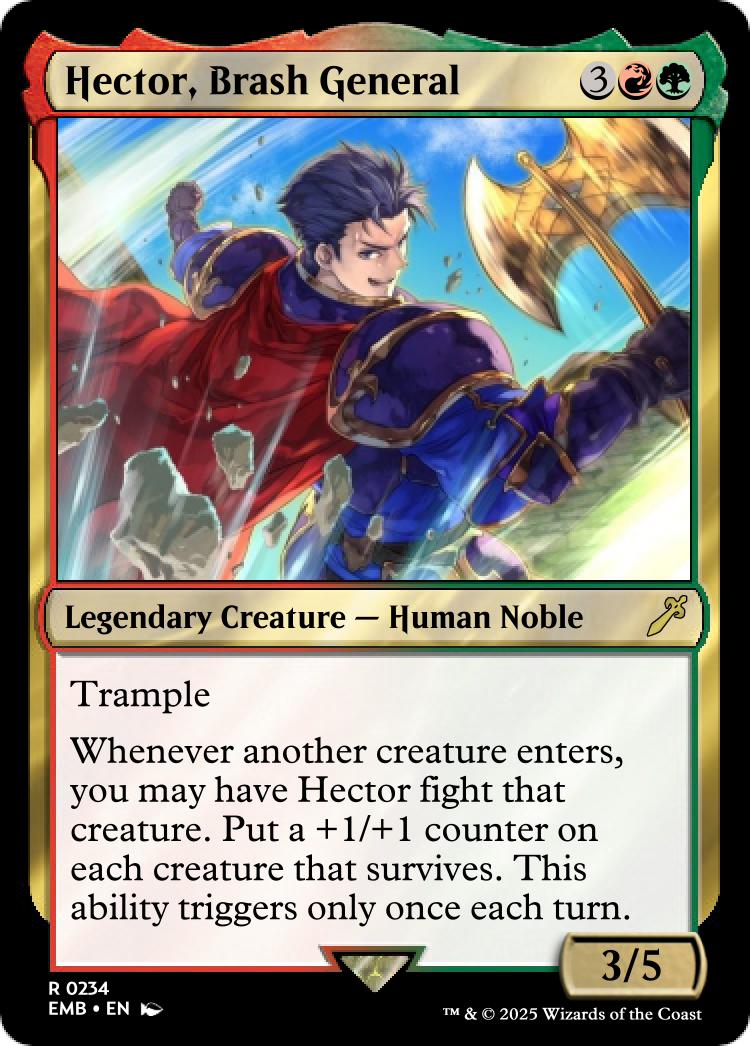 Hector, Brash General
3
Legendary Creature — Human Noble
Trample
Whenever another creature enters,
you may have Hector fight that
creature. Put a +1/+1 counter on
each creature that survives. This
ability triggers only once each turn.
3/5
R 0234
EMB • EN
™ & © 2025 Wizards of the Coast